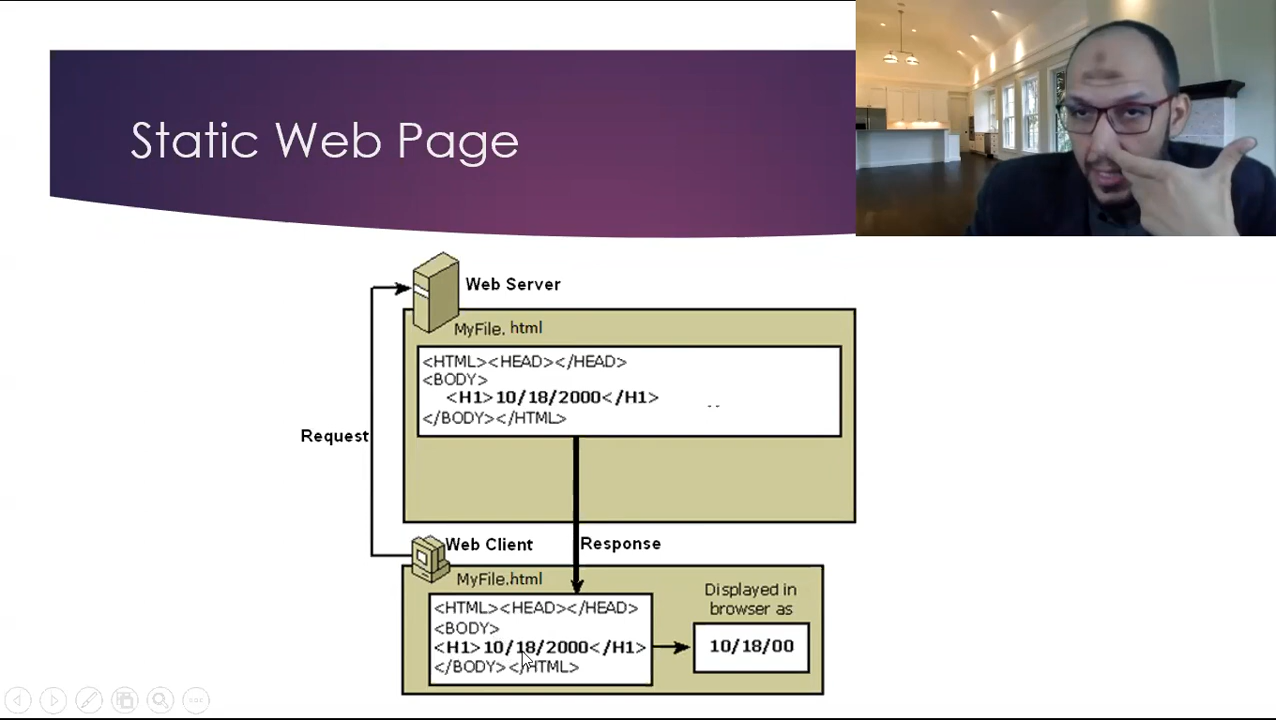 Static Web Page
Web Server
MyFile. html
<HTML><HEAD></HEAD>
<BODY>
<H1>10/18/2000</H1>
</BODY></HTML>
Request
Web Client
Response
MyFile.html
<HTML><HEAD></HEAD>
<BODY>
<H1>10/18/2000</H1>
</BODY></HTML>
Displayed in
browser as
10/18/00